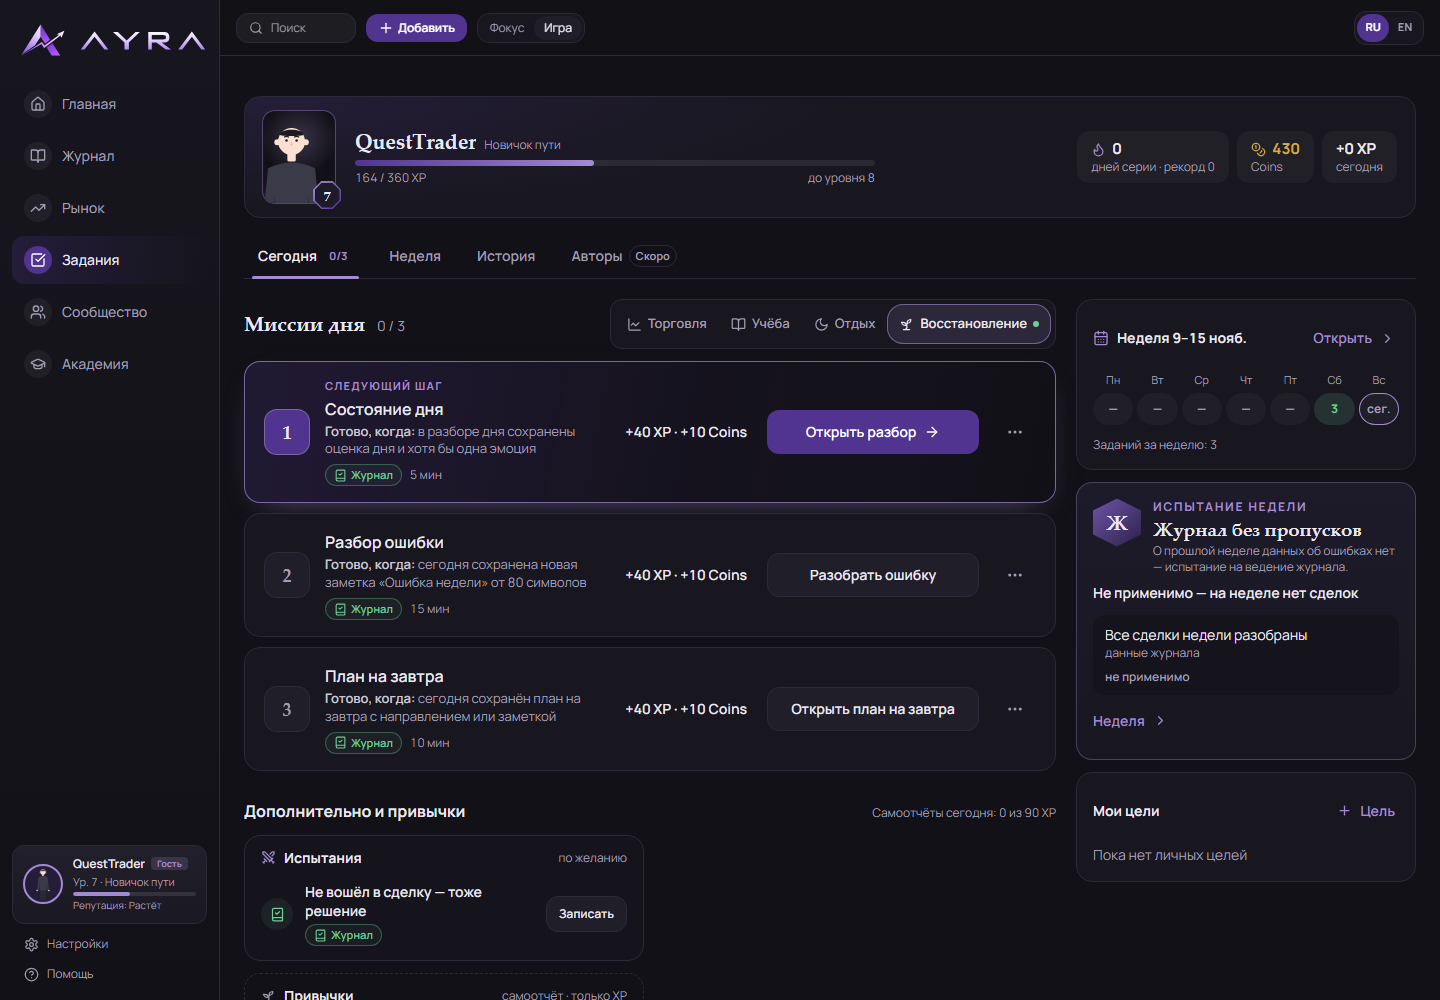 AYRA
Поиск
Добавить
Фокус
Игра
RU
EN
Главная
Журнал
Рынок
Задания
Сообщество
Академия
QuestTrader Новичок пути
164 / 360 XP
до уровня 8
7
0
дней серии · рекорд 0
430
Coins
+0 XP
сегодня
Сегодня 0/3
Неделя
История
Авторы Скоро
Миссии дня 0 / 3
Торговля
Учёба
Отдых
Восстановление
1
СЛЕДУЮЩИЙ ШАГ
Состояние дня
Готово, когда: в разборе дня сохранены
оценка дня и хотя бы одна эмоция
Журнал 5 мин
+40 XP · +10 Coins
Открыть разбор
2
Разбор ошибки
Готово, когда: сегодня сохранена новая
заметка «Ошибка недели» от 80 символов
Журнал 15 мин
+40 XP · +10 Coins
Разобрать ошибку
3
План на завтра
Готово, когда: сегодня сохранён план на
завтра с направлением или заметкой
Журнал 10 мин
+40 XP · +10 Coins
Открыть план на завтра
Дополнительно и привычки
Самоотчёты сегодня: 0 из 90 XP
Испытания
по желанию
Не вошёл в сделку — тоже
решение
Журнал
Записать
Привычки
самоотчёт · только XP
Неделя 9–15 нояб.
Открыть
Пн Вт Ср Чт Пт Сб Вс
– – – – – 3 сег.
Заданий за неделю: 3
Ж
ИСПЫТАНИЕ НЕДЕЛИ
Журнал без пропусков
О прошлой неделе данных об ошибках нет
— испытание на ведение журнала.
Не применимо — на неделе нет сделок
Все сделки недели разобраны
данные журнала
не применимо
Неделя
Мои цели
Цель
Пока нет личных целей
QuestTrader Гость
Ур. 7 · Новичок пути
Репутация: Растёт
Настройки
Помощь